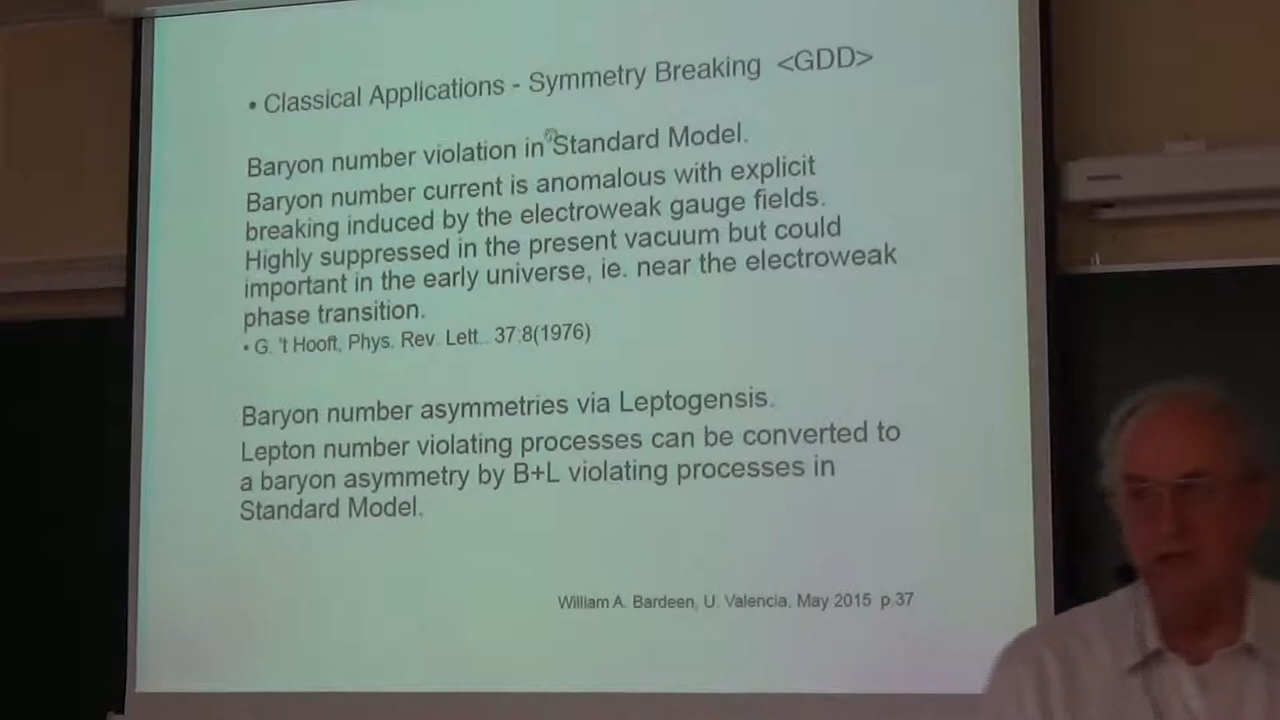 • Classical Applications - Symmetry Breaking <GDD>
Baryon number violation in Standard Model.
Baryon number current is anomalous with explicit
breaking induced by the electroweak gauge fields.
Highly suppressed in the present vacuum but could
important in the early universe, ie. near the electroweak
phase transition.
• G. 't Hooft, Phys. Rev. Lett.. 37:8(1976)
Baryon number asymmetries via Leptogensis.
Lepton number violating processes can be converted to
a baryon asymmetry by B+L violating processes in
Standard Model.
William A. Bardeen, U. Valencia, May 2015 p.37